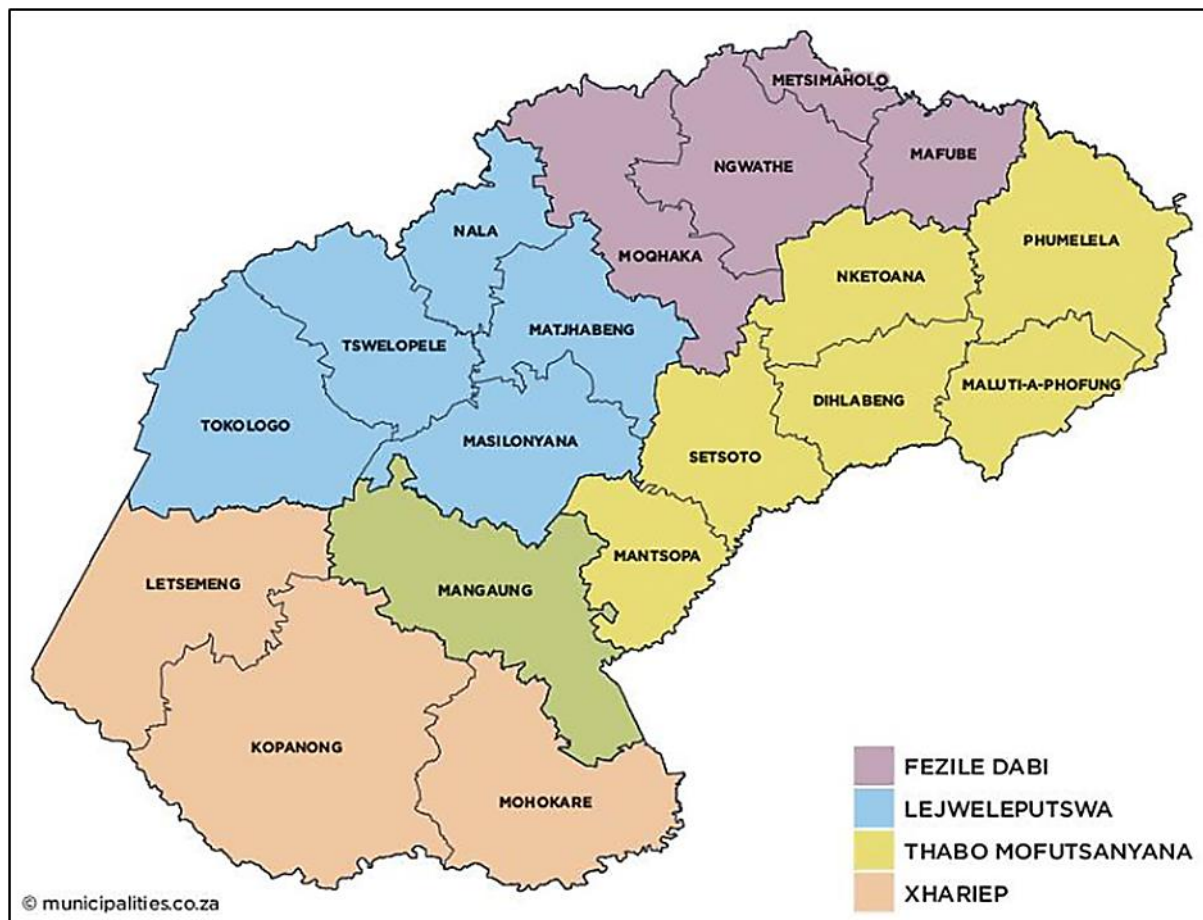 METSIMAHOLO
MAFUBE
NGWATHE
PHUMELELA
NALA
MOQHAKA
NKETOANA
MATJHABENG
TSWELOPELE
MALUTI-A-PHOFUNG
DIHLABENG
TOKOLOGO
MASILONYANA
SETSOTO
MANTSOPA
LETSEMENG
MANGAUNG
KOPANONG
MOHOKARE
FEZILE DABI
LEJWELEPUTSWA
THABO MOFUTSANYANA
XHARIEP
© municipalities.co.za